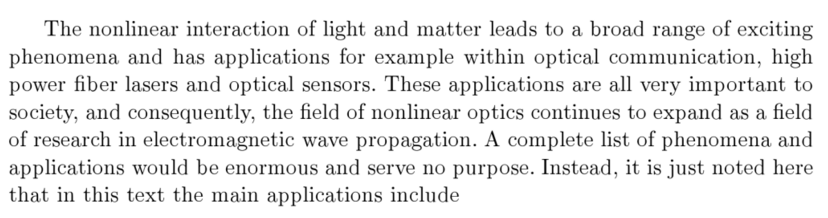 The nonlinear interaction of light and matter leads to a broad range of exciting
phenomena and has applications for example within optical communication, high
power fiber lasers and optical sensors. These applications are all very important to
society, and consequently, the field of nonlinear optics continues to expand as a field
of research in electromagnetic wave propagation. A complete list of phenomena and
applications would be enormous and serve no purpose. Instead, it is just noted here
that in this text the main applications include